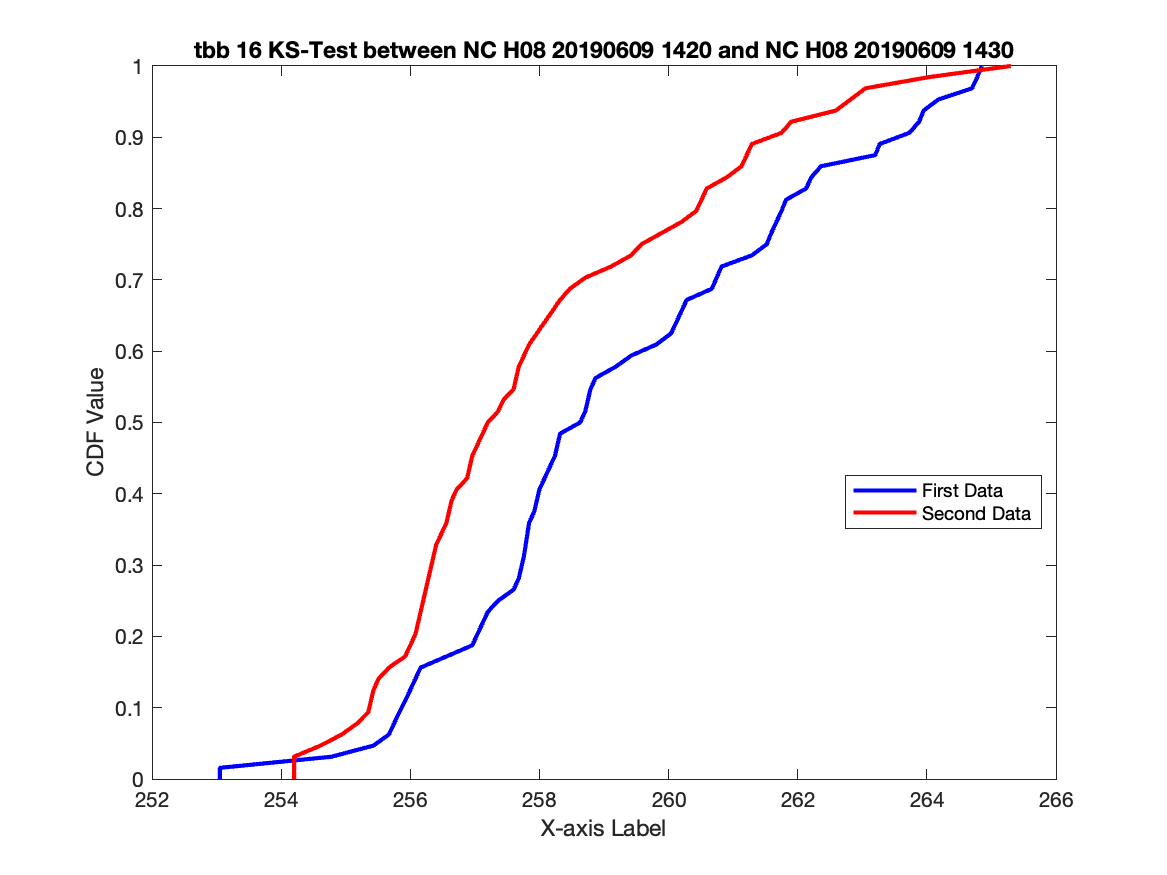 tbb 16 KS-Test between NC H08 20190609 1420 and NC H08 20190609 1430
1
0.9
0.8
0.7
0.6
0.5
0.4
0.3
0.2
0.1
0
CDF Value
First Data
Second Data
252 254 256 258 260 262 264 266
X-axis Label